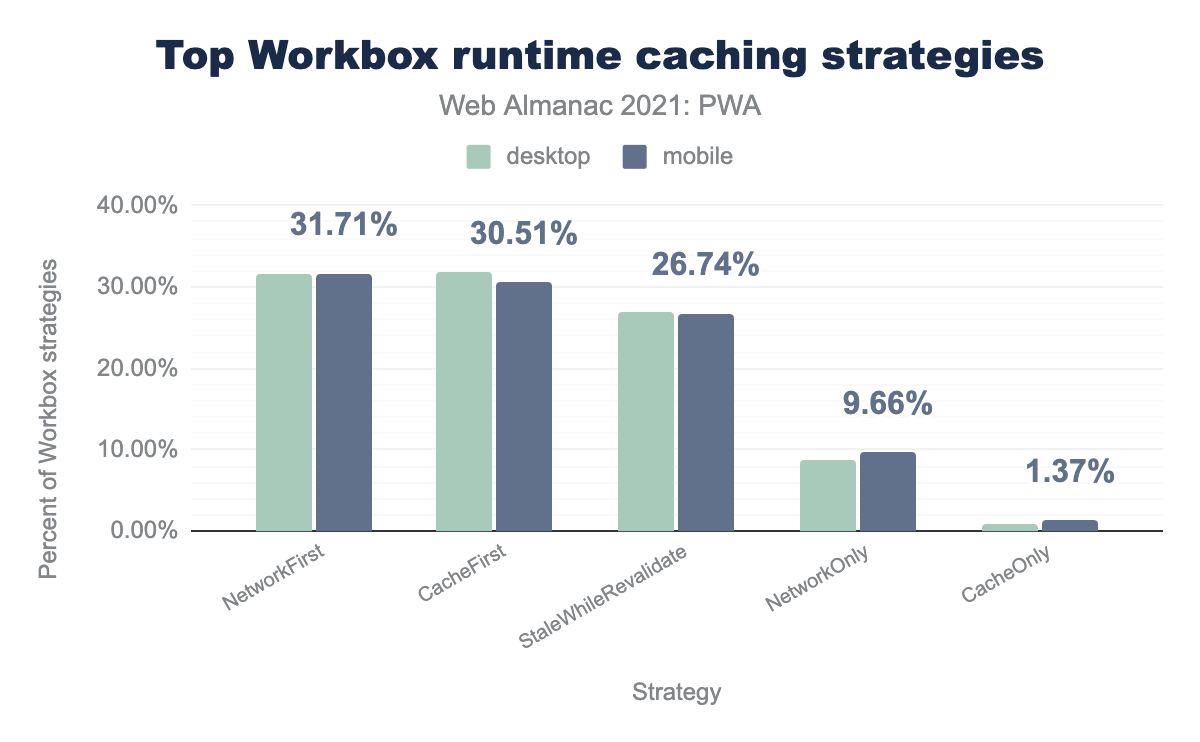 Top Workbox runtime caching strategies
Web Almanac 2021: PWA
desktop
mobile
Percent of Workbox strategies
40.00%
30.00%
20.00%
10.00%
0.00%
31.71%
30.51%
26.74%
9.66%
1.37%
NetworkFirst
CacheFirst
StaleWhileRevalidate
NetworkOnly
CacheOnly
Strategy